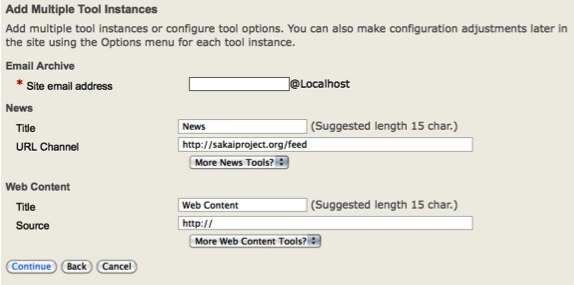 Add Multiple Tool Instances
Add multiple tool instances or configure tool options. You can also make configuration adjustments later in
the site using the Options menu for each tool instance.
Email Archive
* Site email address @Localhost
News
Title News (Suggested length 15 char.)
URL Channel http://sakaiproject.org/feed
More News Tools?
Web Content
Title Web Content (Suggested length 15 char.)
Source http://
More Web Content Tools?
Continue Back Cancel